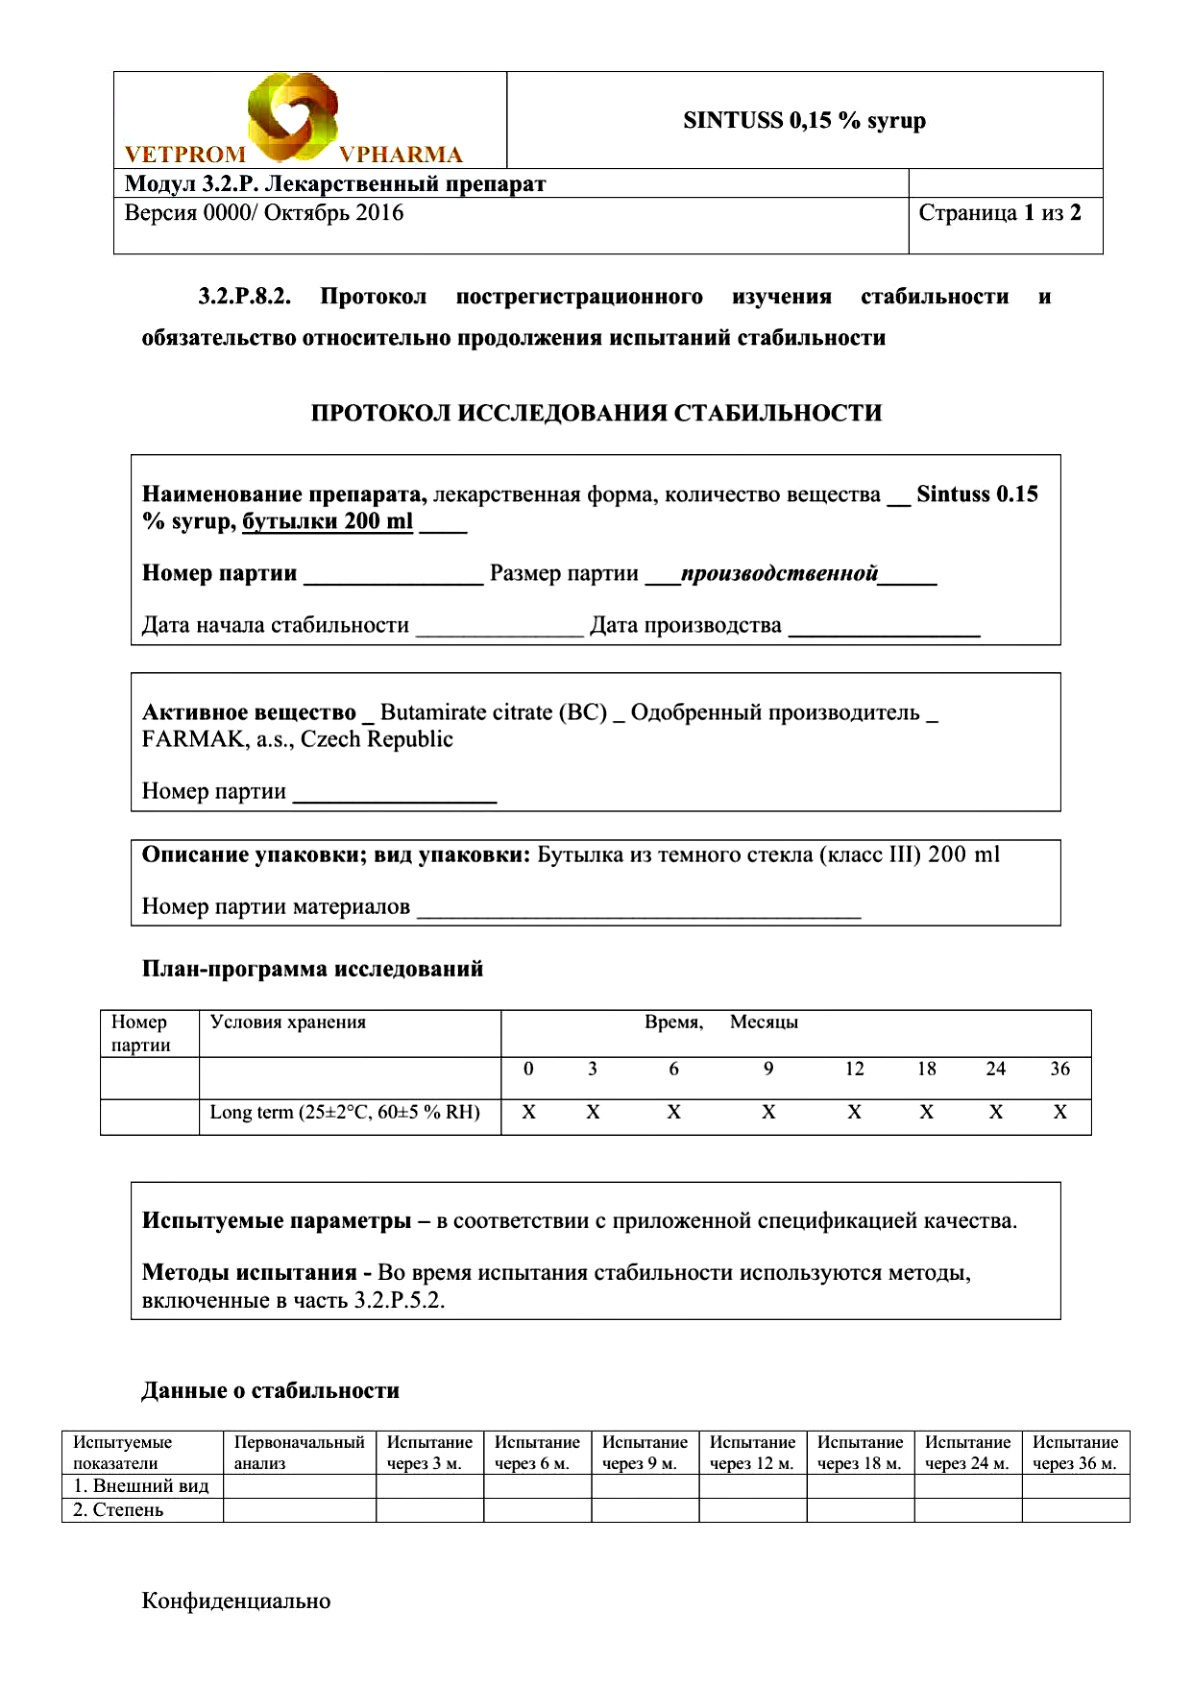 VETPROM VPHARMA
SINTUSS 0,15 % syrup
Модул 3.2.P. Лекарственный препарат
Версия 0000/ Октябрь 2016
Страница 1 из 2
3.2.P.8.2. Протокол пострегистрационного изучения стабильности и
обязательство относительно продолжения испытаний стабильности
ПРОТОКОЛ ИССЛЕДОВАНИЯ СТАБИЛЬНОСТИ
Наименование препарата, лекарственная форма, количество вещества __ Sintuss 0.15
% syrup, бутылки 200 ml ____
Номер партии _______________ Размер партии ___производственной_____
Дата начала стабильности ______________ Дата производства ________________
Активное вещество _ Butamirate citrate (BC) _ Одобренный производитель _
FARMAK, a.s., Czech Republic
Номер партии _________________
Описание упаковки; вид упаковки: Бутылка из темного стекла (класс III) 200 ml
Номер партии материалов _____________________________________
План-программа исследований
Номер партии Условия хранения Время, Месяцы
0 3 6 9 12 18 24 36
Long term (25±2°C, 60±5 % RH) X X X X X X X X
Испытуемые параметры – в соответствии с приложенной спецификацией качества.
Методы испытания - Во время испытания стабильности используются методы,
включенные в часть 3.2.P.5.2.
Данные о стабильности
Испытуемые Первоначальный Испытание Испытание Испытание Испытание Испытание Испытание Испытание
показатели анализ через 3 м. через 6 м. через 9 м. через 12 м. через 18 м. через 24 м. через 36 м.
1. Внешний вид
2. Степень
Конфиденциально